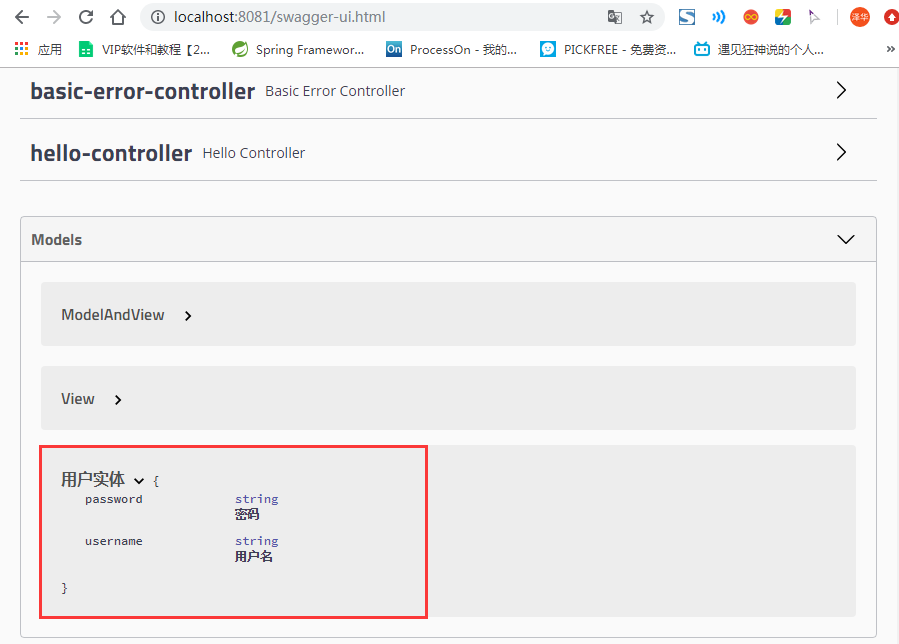 localhost:8081/swagger-ui.html
泽华
应用 VIP软件和教程【2... Spring Framewor... On ProcessOn - 我的... PICKFREE - 免费资... 遇见狂神说的个人... »
basic-error-controller Basic Error Controller
hello-controller Hello Controller
Models
ModelAndView
View
用户实体 {
password string
密码
username string
用户名
}